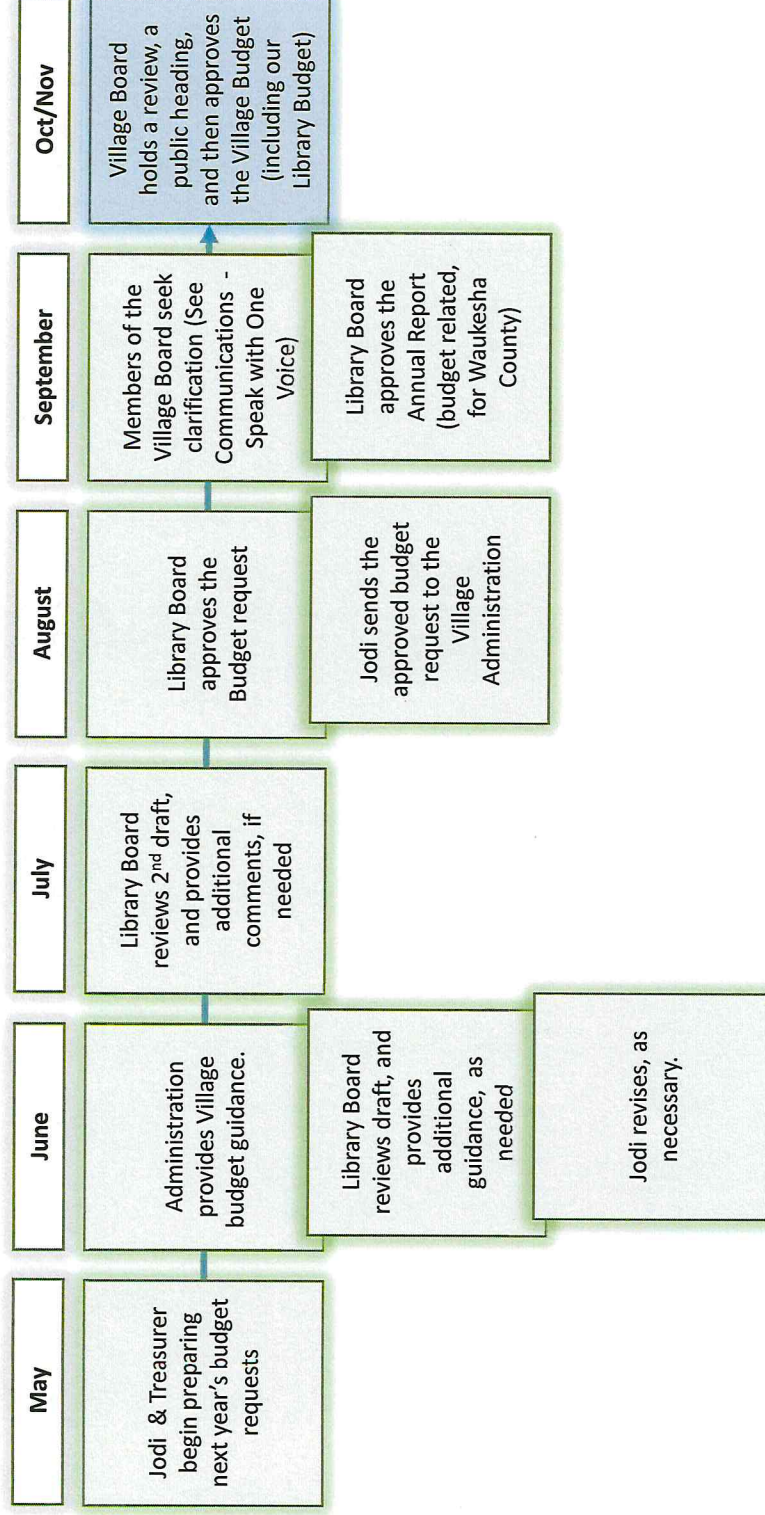 May
Jodi & Treasurer
begin preparing
next year's budget
requests
June
Administration
provides Village
budget guidance.
Library Board
reviews draft, and
provides
additional
guidance, as
needed
Jodi revises, as
necessary.
July
Library Board
reviews 2nd draft,
and provides
additional
comments, if
needed
August
Library Board
approves the
Budget request
Jodi sends the
approved budget
request to the
Village
Administration
September
Members of the
Village Board seek
clarification (See
Communications -
Speak with One
Voice)
Library Board
approves the
Annual Report
(budget related,
for Waukesha
County)
Oct/Nov
Village Board
holds a review, a
public heading,
and then approves
the Village Budget
(including our
Library Budget)